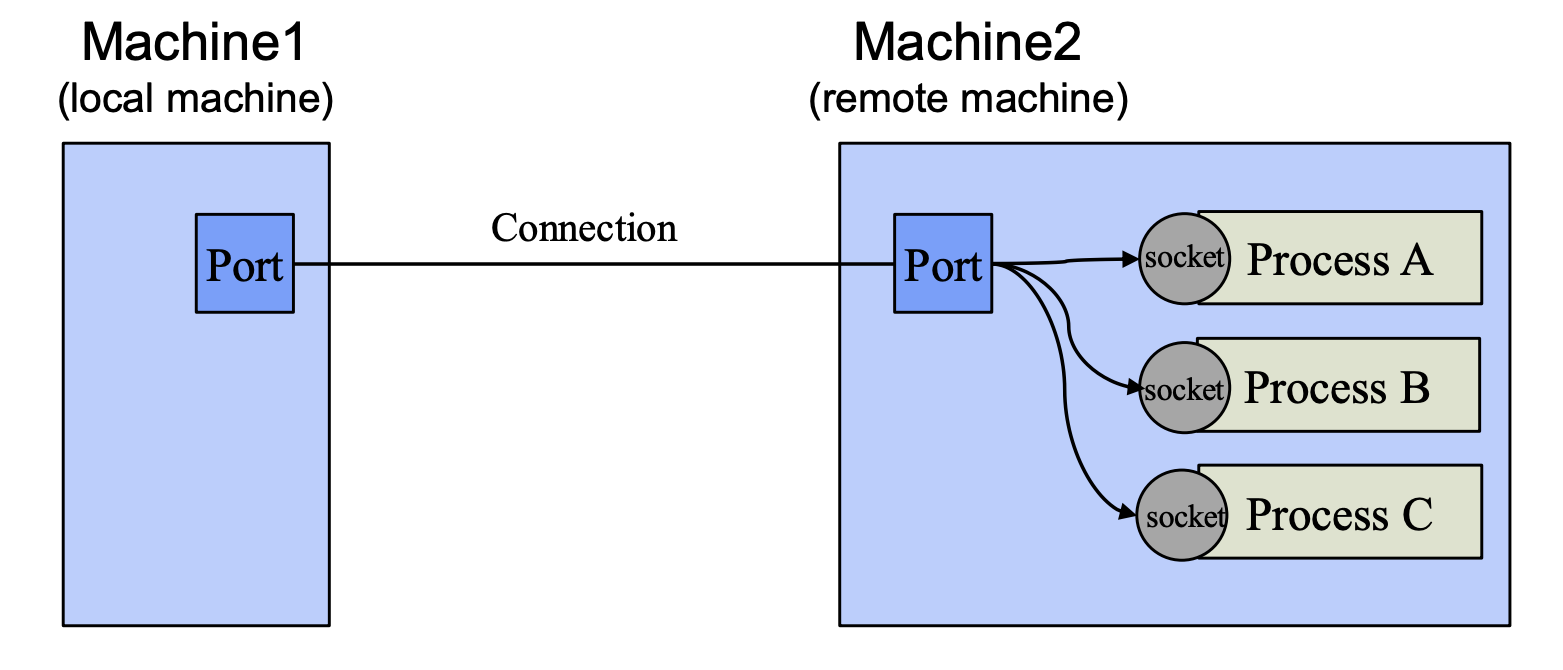 Machine1
(local machine)
Machine2
(remote machine)
Connection
Port
Port
socket
Process A
socket
Process B
socket
Process C